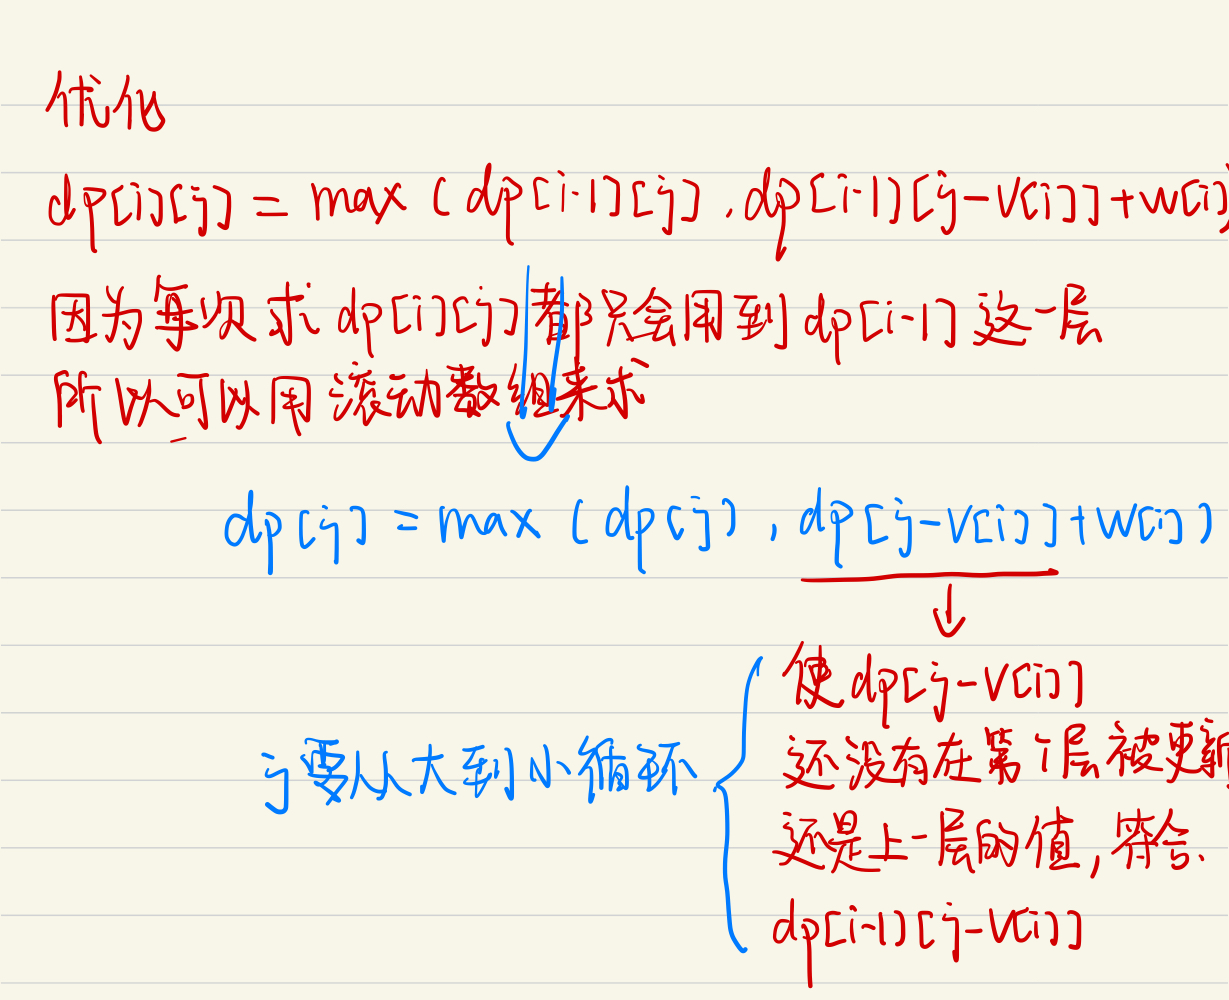 优化
dp[i][j] = max (dp[i-1][j], dp[i-1][j-v[i]]+w[i])
因为每次求dp[i][j]都只会用到dp[i-1]这一层
所以可以用滚动数组来求
dp[j] = max (dp[j], dp[j-v[i]]+w[i])
使dp[j-v[i]]
j要从大到小循环
还没有在第i层被更新
还是上一层的值,符合
dp[i-1][j-v[i]]